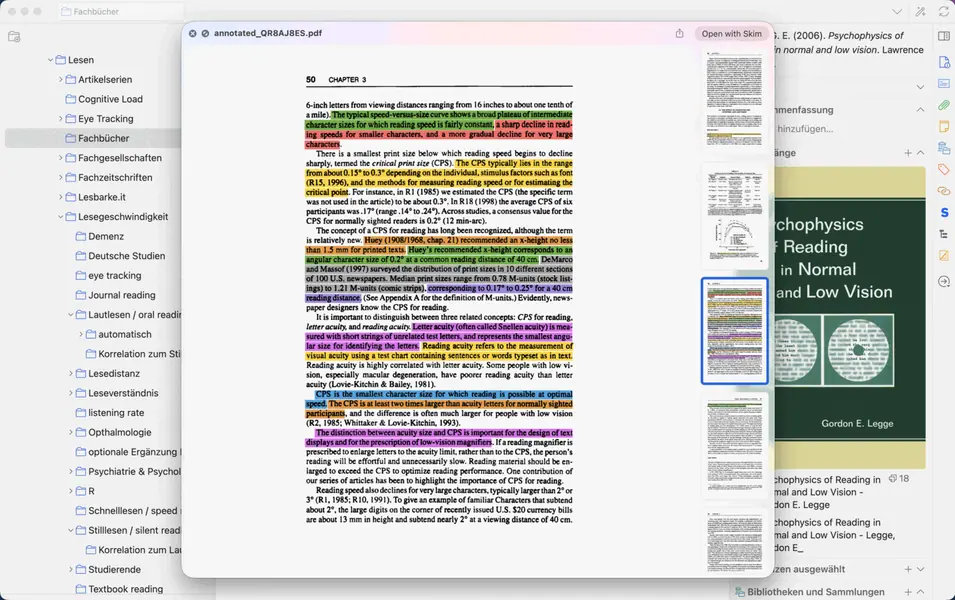 Fachbücher
Lesen
Artikelserien
Cognitive Load
Eye Tracking
Fachbücher
Fachgesellschaften
Fachzeitschriften
Lesbarke.it
Lesegeschwindigkeit
Demenz
Deutsche Studien
eye tracking
Journal reading
Lautlesen / oral readin
automatisch
Korrelation zum Sti
Lesedistanz
Leseverständnis
listening rate
Opthalmologie
optionale Ergänzung
Psychiatrie & Psychol
R
Schnelllesen / speed
Stilllesen / silent readi
Korrelation zum Lau
Studierende
Textbook reading
annotated_QR8AJ8ES.pdf
Open with Skim
50 CHAPTER 3
6-inch letters from viewing distances ranging from 16 inches to about one tenth of
a mile). The typical speed-versus-size curve shows a broad plateau of intermediate
character sizes for which reading speed is fairly constant, a sharp decline in read-
ing speeds for smaller characters, and a more gradual decline for very large
characters.
There is a smallest print size below which reading speed begins to decline
sharply, termed the critical print size (CPS). The CPS typically lies in the range
from about 0.15° to 0.3° depending on the individual, stimulus factors such as font
(R15, 1996), and the methods for measuring reading speed or for estimating the
critical point. For instance, in R1 (1985) we estimated the CPS (the specific term
was not used in the article) to be about 0.3°. In R18 (1998) the average CPS of six
participants was .17° (range .14° to .24°). Across studies, a consensus value for the
CPS for normally sighted readers is 0.2° (12 min-arc).
The concept of a CPS for reading has long been recognized, although the term
is relatively new. Huey (1908/1968, chap. 21) recommended an x-height no less
than 1.5 mm for printed texts. Huey's recommended x-height corresponds to an
angular character size of 0.2° at a common reading distance of 40 cm. DeMarco
and Massof (1997) surveyed the distribution of print sizes in 10 different sections
of 100 U.S. newspapers. Median print sizes range from 0.78 M-units (stock list-
ings) to 1.21 M-units (comic strips), corresponding to 0.17° to 0.25° for a 40 cm
reading distance. (See Appendix A for the definition of M-units.) Evidently, news-
paper designers know the CPS for reading.
It is important to distinguish between three related concepts: CPS for reading,
letter acuity, and reading acuity. Letter acuity (often called Snellen acuity) is mea-
sured with short strings of unrelated test letters, and represents the smallest angu-
lar size for identifying the letters. Reading acuity refers to the measurement of
visual acuity using a test chart containing sentences or words typeset as in text.
Reading acuity is highly correlated with letter acuity. Some people with low vi-
sion, especially macular degeneration, have poorer reading acuity than letter
acuity (Lovie-Kitchin & Bailey, 1981).
CPS is the smallest character size for which reading is possible at optimal
speed. The CPS is at least two times larger than acuity letters for normally sighted
participants, and the difference is often much larger for people with low vision
(R2, 1985; Whittaker & Lovie-Kitchin, 1993).
The distinction between acuity size and CPS is important for the design of text
displays and for the prescription of low-vision magnifiers. If a reading magnifier is
prescribed to enlarge letters to the acuity limit, rather than to the CPS, the person's
reading will be effortful and unnecessarily slow. Reading material should be en-
larged to exceed the CPS to optimize reading performance. One contribution of
our series of articles has been to highlight the importance of CPS for reading.
Reading speed also declines for very large characters, typically larger than 2° or
3° (R1, 1985; R10, 1991). To give an example of familiar Characters that subtend
about 2°, the large digits on the corner of recently issued U.S. $20 currency bills
are about 13 mm in height and subtend nearly 2° at a viewing distance of 40 cm.
G. E. (2006). Psychophysics of
in normal and low vision. Lawrence
mmenfassung
hinzufügen...
änge
ychophysics
f Reading
in Normal
and Low Vision
Gordon E. Legge
chophysics of Reading in
mal and Low Vision -
don E. Legge
18
chophysics of Reading in
mal and Low Vision - Legge,
don E_
zen ausgewählt
Bibliotheken und Sammlungen